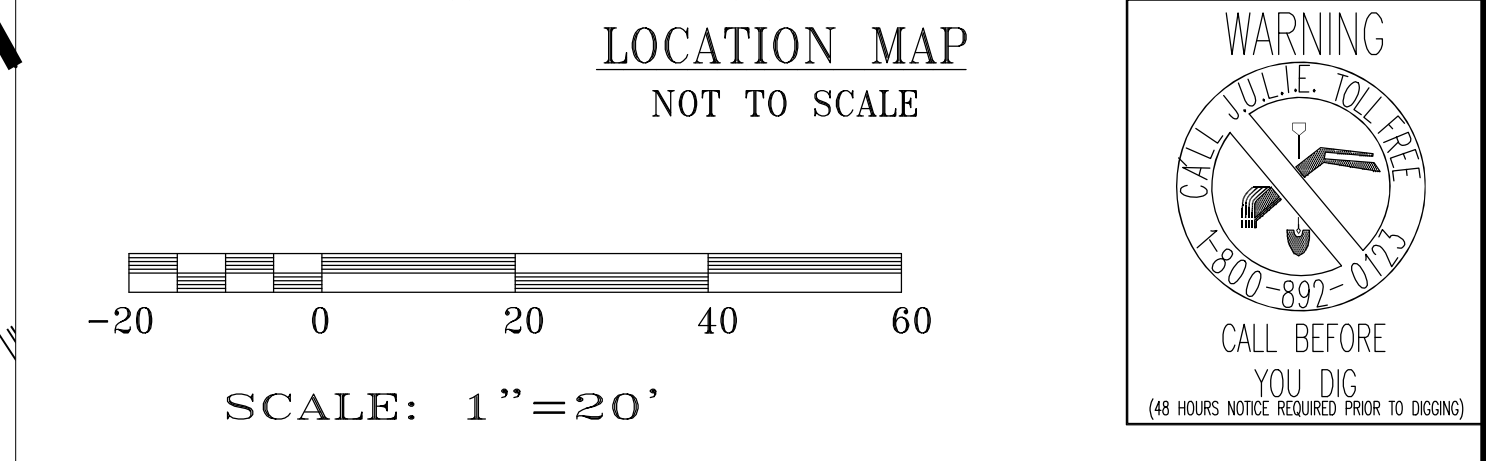 LOCATION MAP
NOT TO SCALE
-20 0 20 40 60
SCALE: 1"=20'
WARNING
CALL J.U.L.I.E. TOLL FREE
1-800-892-0123
CALL BEFORE
YOU DIG
(48 HOURS NOTICE REQUIRED PRIOR TO DIGGING)